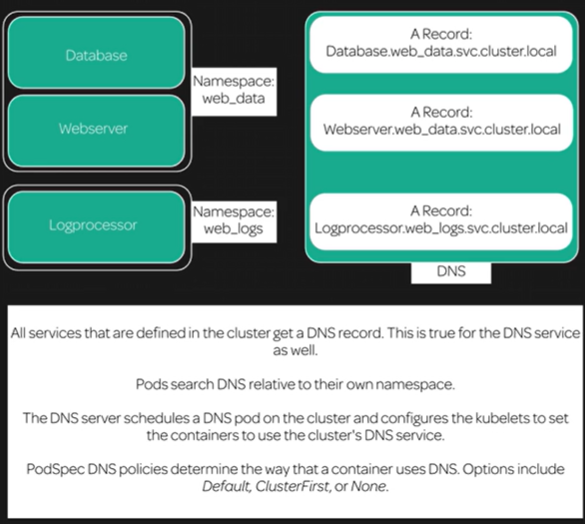 Database
Webserver
Namespace:
web_data
Logprocessor
Namespace:
web_logs
A Record:
Database.web_data.svc.cluster.local
A Record:
Webserver.web_data.svc.cluster.local
A Record:
Logprocessor.web_logs.svc.cluster.local
DNS
All services that are defined in the cluster get a DNS record. This is true for the DNS service
as well.
Pods search DNS relative to their own namespace.
The DNS server schedules a DNS pod on the cluster and configures the kubelets to set
the containers to use the cluster's DNS service.
PodSpec DNS policies determine the way that a container uses DNS. Options include
Default, ClusterFirst, or None.